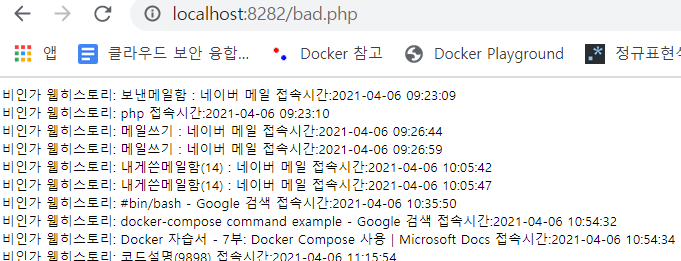 localhost:8282/bad.php
앱 클라우드 보안 융합... Docker 참고 Docker Playground 정규표현식
비인가 웹히스토리: 보낸메일함 : 네이버 메일 접속시간:2021-04-06 09:23:09
비인가 웹히스토리: php 접속시간:2021-04-06 09:23:10
비인가 웹히스토리: 메일쓰기 : 네이버 메일 접속시간:2021-04-06 09:26:44
비인가 웹히스토리: 메일쓰기 : 네이버 메일 접속시간:2021-04-06 09:26:59
비인가 웹히스토리: 내게쓴메일함(14) : 네이버 메일 접속시간:2021-04-06 10:05:42
비인가 웹히스토리: 내게쓴메일함(14) : 네이버 메일 접속시간:2021-04-06 10:05:47
비인가 웹히스토리: #bin/bash - Google 검색 접속시간:2021-04-06 10:35:50
비인가 웹히스토리: docker-compose command example - Google 검색 접속시간:2021-04-06 10:54:32
비인가 웹히스토리: Docker 자습서 - 7부: Docker Compose 사용 | Microsoft Docs 접속시간:2021-04-06 10:54:34
비인가 웹히스토리: 코드설명(9898) 접속시간:2021-04-06 11:15:54